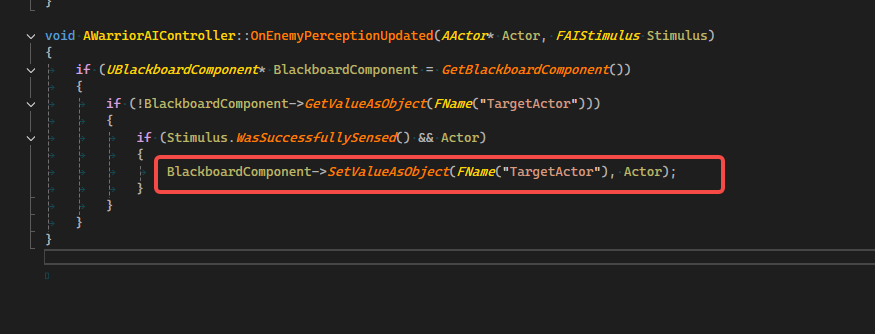 }
void AWarriorAIController::OnEnemyPerceptionUpdated(AActor* Actor, FAIStimulus Stimulus)
{
if (UBlackboardComponent* BlackboardComponent = GetBlackboardComponent())
{
if (!BlackboardComponent->GetValueAsObject(FName("TargetActor")))
{
if (Stimulus.WasSuccessfullySensed() && Actor)
{
BlackboardComponent->SetValueAsObject(FName("TargetActor"), Actor);
}
}
}
}